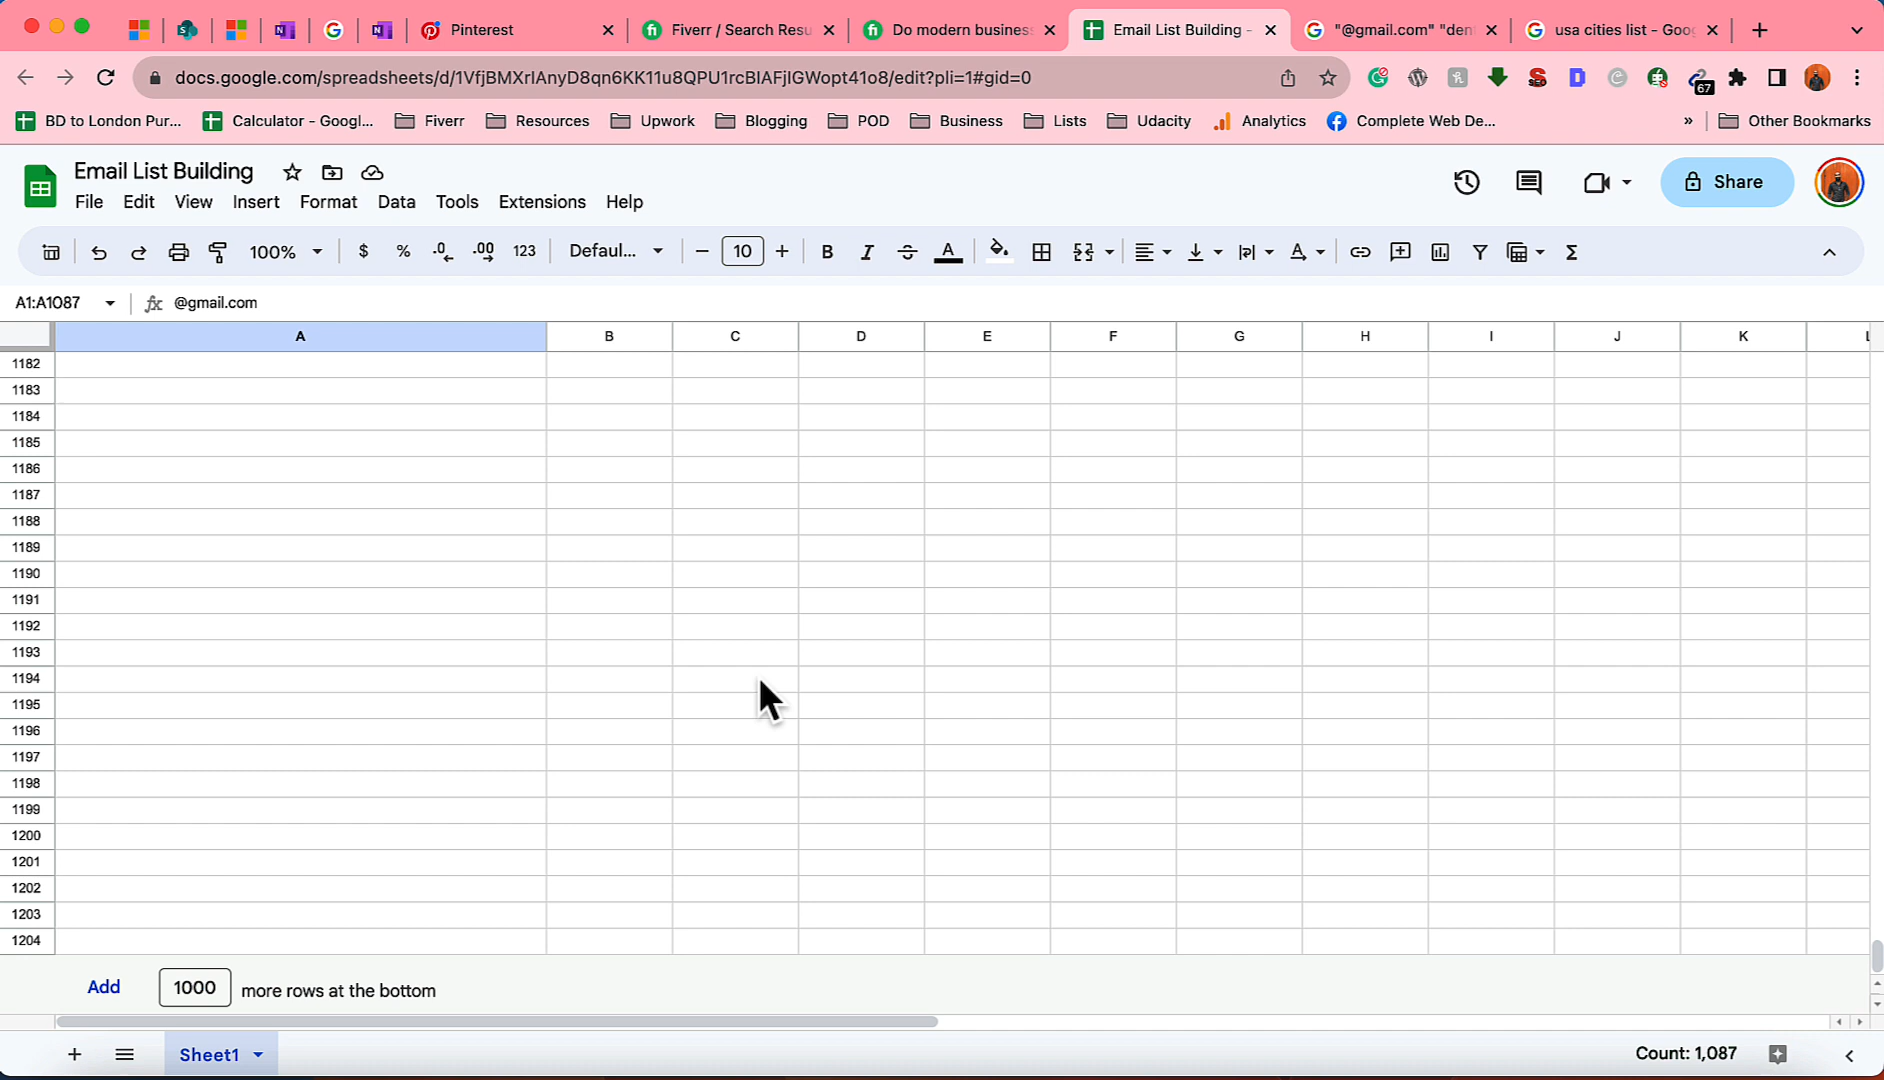 Pinterest
Fiverr / Search Resu
Do modern business
Email List Building -
"@gmail.com" "den
usa cities list - Goog
docs.google.com/spreadsheets/d/1VfjBMXrIAnyD8qn6KK11u8QPU1rcBIAFjIGWopt41o8/edit?pli=1#gid=0
67
BD to London Pur...
Calculator - Googl...
Fiverr
Resources
Upwork
Blogging
POD
Business
Lists
Udacity
Analytics
Complete Web De...
»
Other Bookmarks
Email List Building
File Edit View Insert Format Data Tools Extensions Help
Share
100% $ % .0 .00 123 Defaul... − 10 + B I S A Σ
A1:A1087 fx @gmail.com
A B C D E F G H I J K L
1182
1183
1184
1185
1186
1187
1188
1189
1190
1191
1192
1193
1194
1195
1196
1197
1198
1199
1200
1201
1202
1203
1204
Add 1000 more rows at the bottom
Sheet1
Count: 1,087